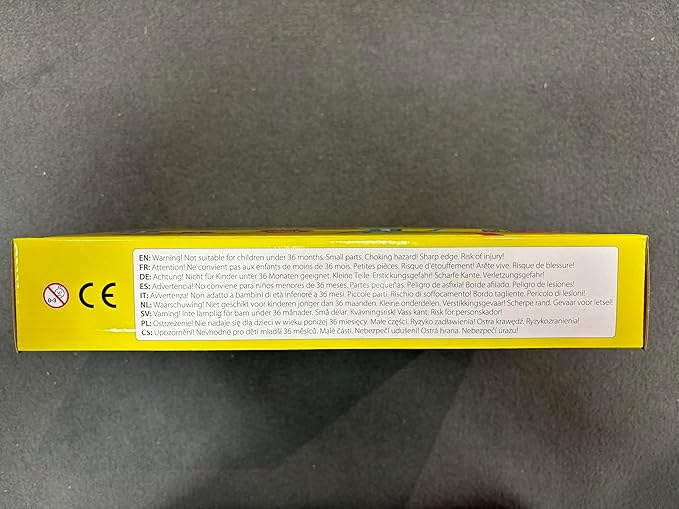 EN: Warning! Not suitable for children under 36 months. Small parts. Choking hazard! Sharp edge. Risk of injury!
FR: Attention! Ne convient pas aux enfants de moins de 36 mois. Petites pièces. Risque d'étouffement! Arête vive. Risque de blessure!
DE: Achtung! Nicht für Kinder unter 36 Monaten geeignet. Kleine Teile. Erstickungsgefahr! Scharfe Kante. Verletzungsgefahr!
ES: Advertencia! No conviene para niños menores de 36 meses. Partes pequeñas. Peligro de asfixia! Borde afilado. Peligro de lesiones!
IT: Avvertenza! Non adatto a bambini di età inferiore a 36 mesi. Piccole parti. Rischio di soffocamento! Bordo tagliente. Pericolo di lesioni!
NL: Waarschuwing! Niet geschikt voor kinderen jonger dan 36 maanden. Kleine onderdelen. Verstikkingsgevaar! Scherpe rand. Gevaar voor letsel!
SV: Varning! Inte lämplig för barn under 36 månader. Små delar. Kvävningsrisk! Vass kant. Risk för personskador!
PL: Ostrzeżenie! Nie nadaje się dla dzieci w wieku poniżej 36 miesięcy. Małe części. Ryzyko zadławienia! Ostra krawędź. Ryzykozranienia!
CS: Upozornění! Nevhodné pro děti mladší 36 měsíců. Malé části. Nebezpečí udušení! Ostrá hrana. Nebezpečí úrazu!
0-3
CE